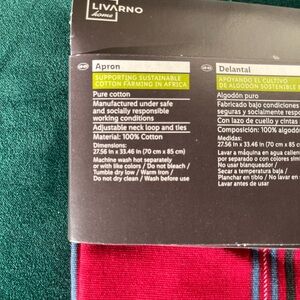 LIVARNO
home
Apron
SUPPORTING SUSTAINABLE
COTTON FARMING IN AFRICA
Pure cotton
Manufactured under safe
and socially responsible
working conditions
Adjustable neck loop and ties
Material: 100% Cotton
Dimensions:
27.56 in x 33.46 in (70 cm x 85 cm)
Machine wash hot separately
or with like colors / Do not bleach /
Tumble dry low / Warm iron /
Do not dry clean / Wash before use
Delantal
APOYANDO EL CULTIVO
DE ALGODÓN SOSTENIBLE
Algodón puro
Fabricado bajo condiciones
seguras y socialmente
Con lazo de cuello y cintas
Composición: 100%
Medidas:
27.56 in x 33.46 in (70 cm x 85
Lavar a máquina en agua
por separado o con colores
No usar blanqueador /
Secar a temperatura baja /
Planchar en tibio / No lavar en
Lavar antes de usar